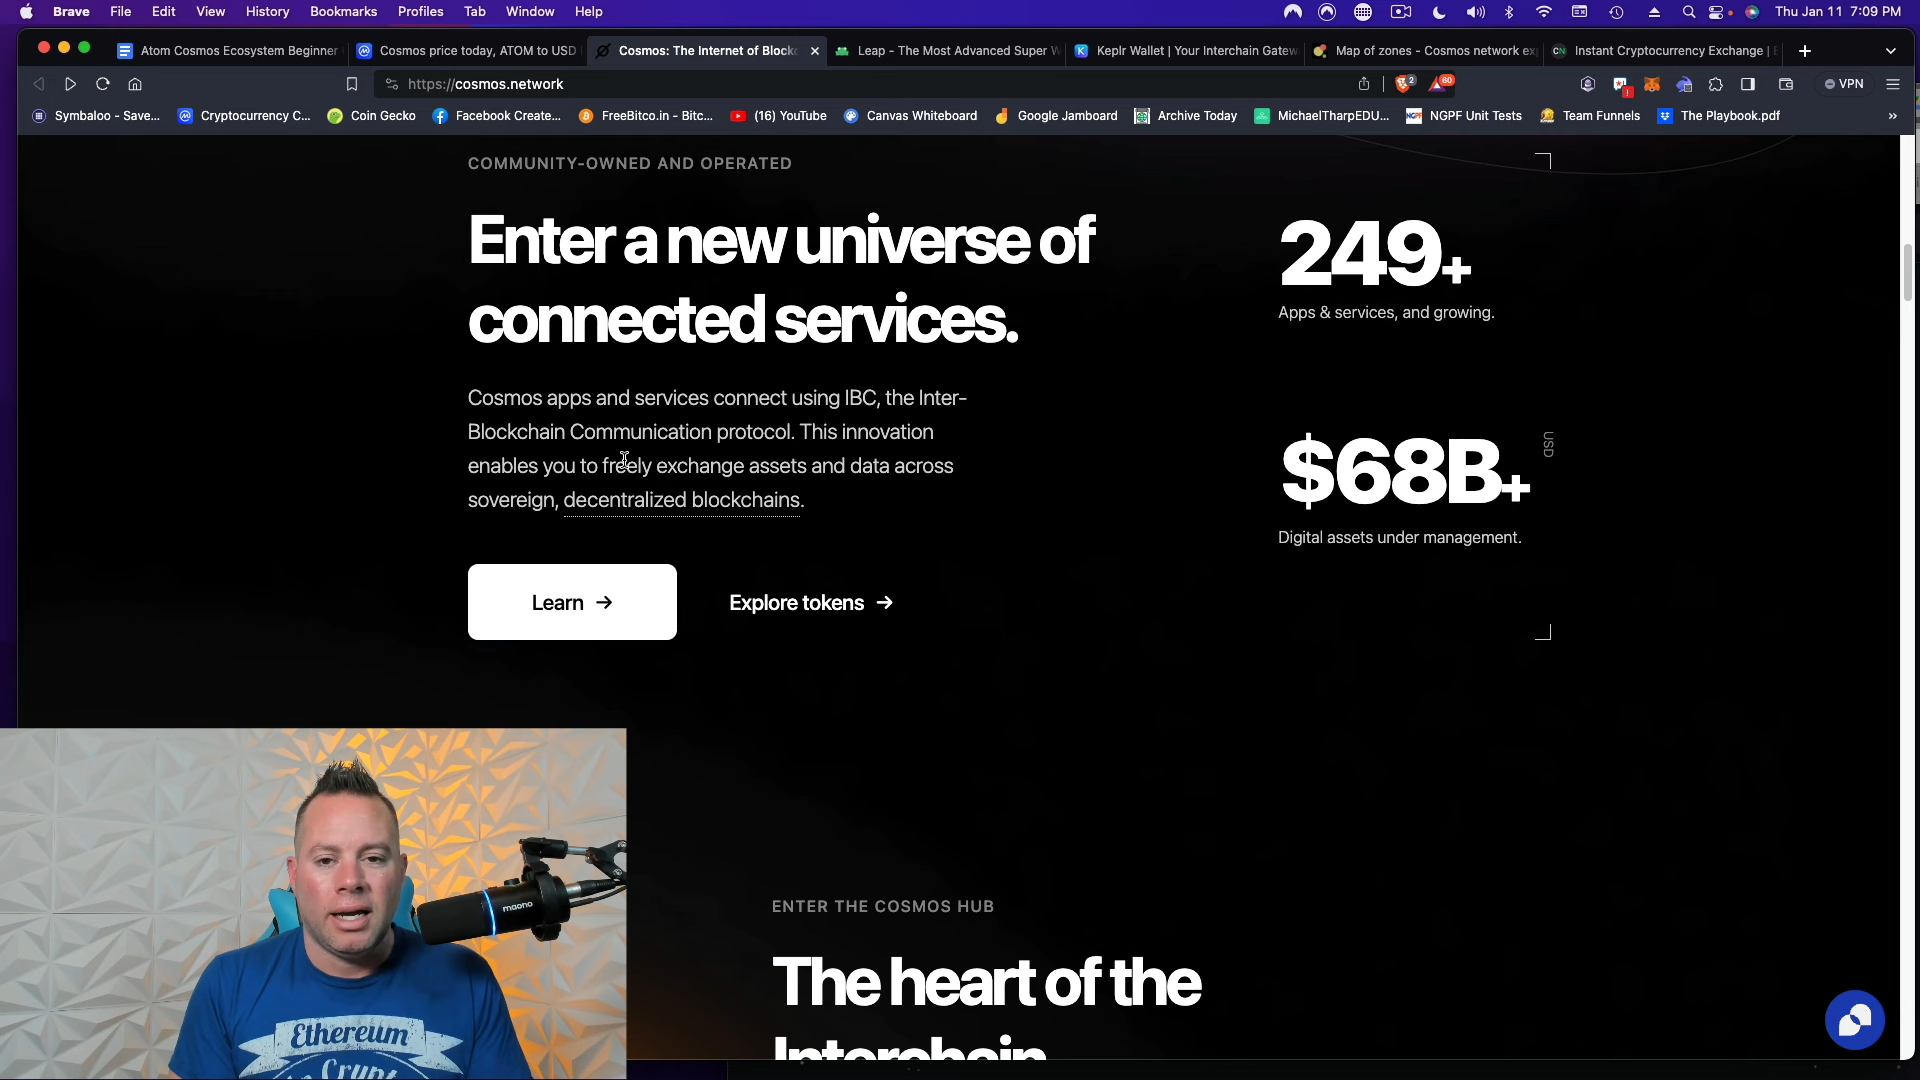 Brave File Edit View History Bookmarks Profiles Tab Window Help Thu Jan 11 7:09 PM
Atom Cosmos Ecosystem Beginner Cosmos price today, ATOM to USD Cosmos: The Internet of Blockc Leap - The Most Advanced Super W Keplr Wallet | Your Interchain Gatew Map of zones - Cosmos network ex Instant Cryptocurrency Exchange |
https://cosmos.network 2 60 VPN
Symbaloo - Save... Cryptocurrency C... Coin Gecko Facebook Create... FreeBitco.in - Bitc... (16) YouTube Canvas Whiteboard Google Jamboard Archive Today MichaelTharpEDU... NGPF Unit Tests Team Funnels The Playbook.pdf
COMMUNITY-OWNED AND OPERATED
Enter a new universe of
connected services.
249+
Apps & services, and growing.
Cosmos apps and services connect using IBC, the Inter-
Blockchain Communication protocol. This innovation
enables you to freely exchange assets and data across
sovereign, decentralized blockchains.
$68B+
USD
Digital assets under management.
Learn → Explore tokens →
ENTER THE COSMOS HUB
The heart of the
Interchain
maono
Ethereum
Crypto